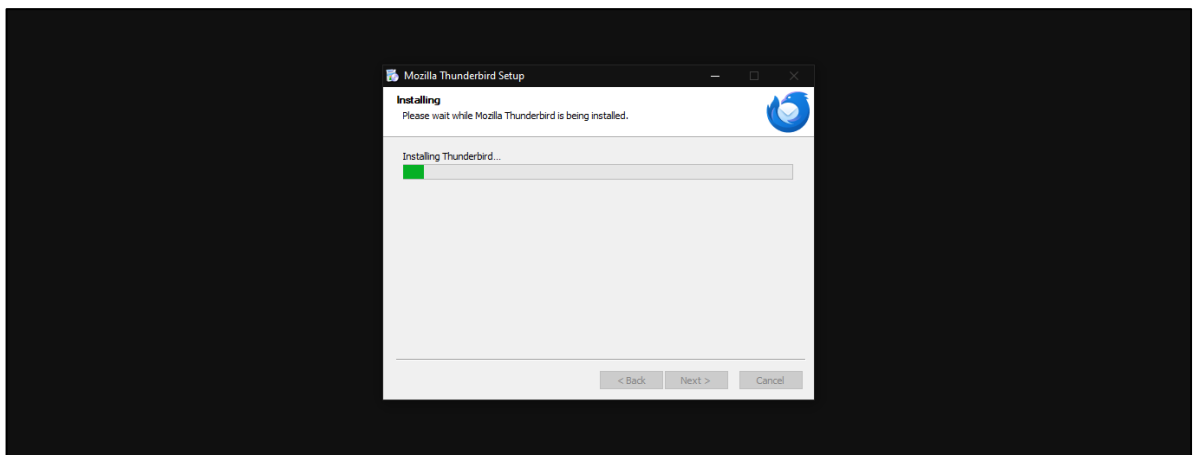 Mozilla Thunderbird Setup
Installing
Please wait while Mozilla Thunderbird is being installed.
Installing Thunderbird...
< Back
Next >
Cancel